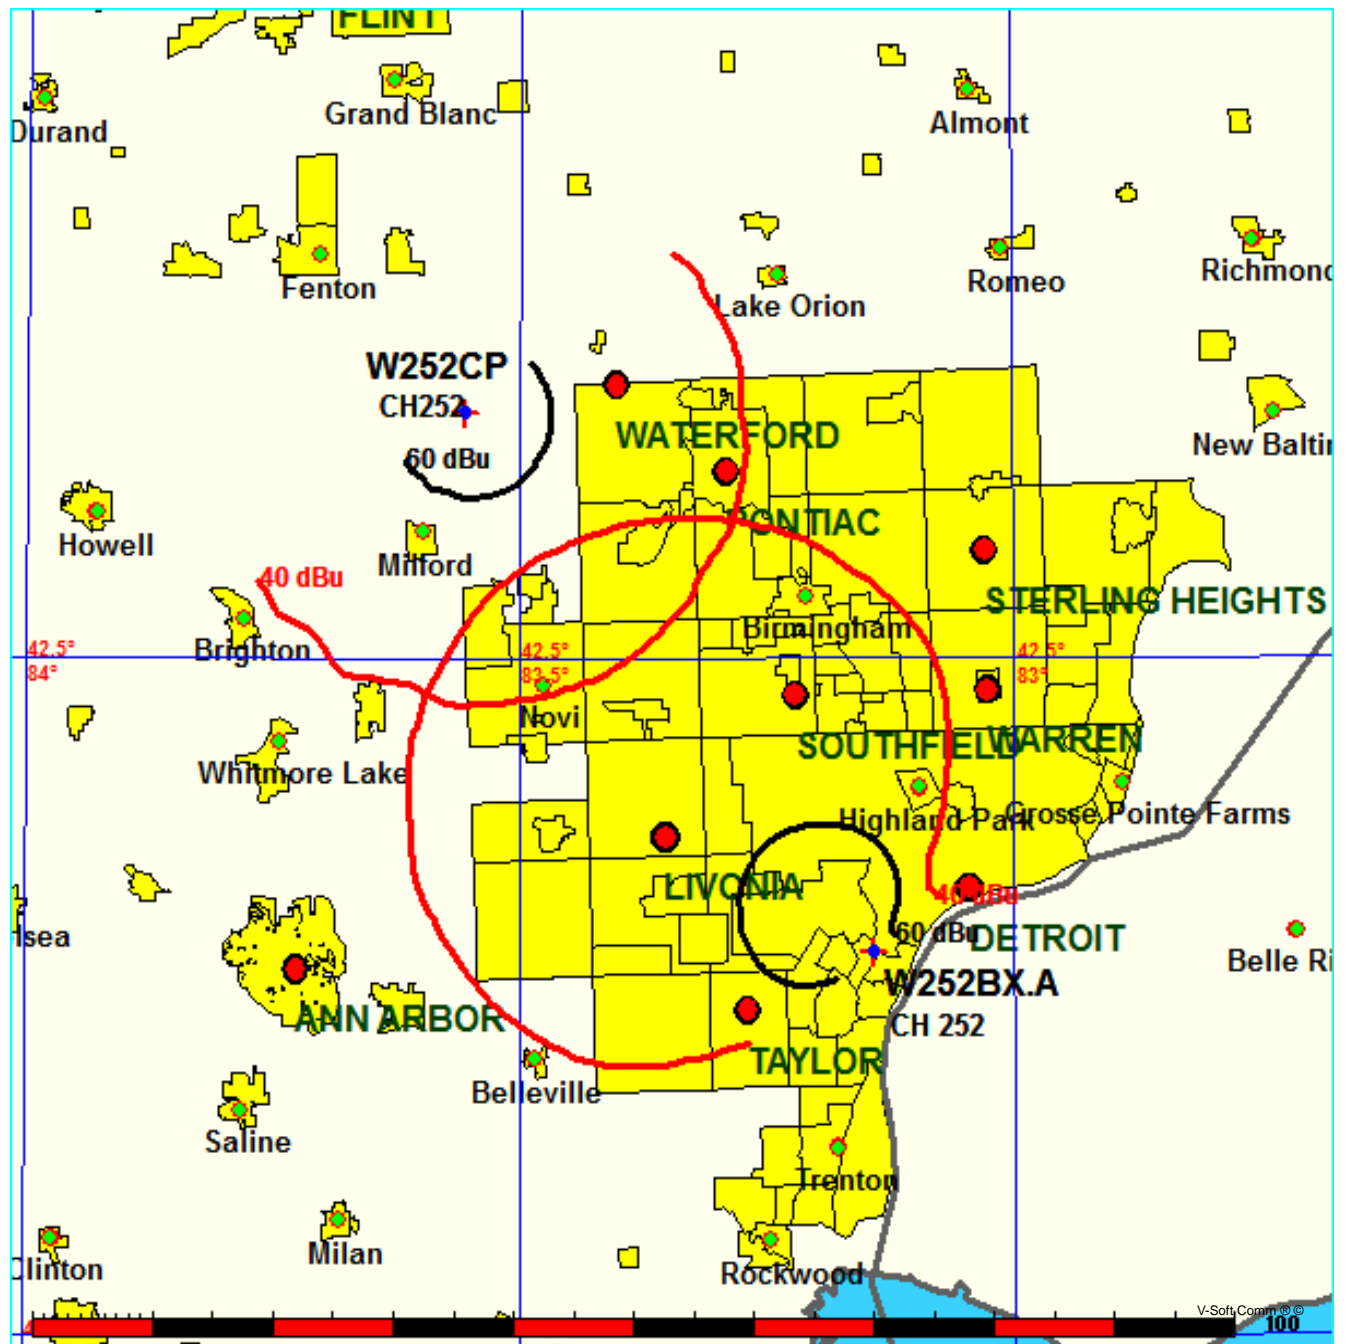 FLINT
Grand Blanc
Durand
Almont
Fenton
Lake Orion
Romeo
Richmond
W252CP
CH252
60 dBu
WATERFORD
New Balti
Howell
Milford
PONTIAC
40 dBu
STERLING HEIGHTS
Brighton
Birmingham
42.5°
84°
42.5°
83.5°
42.5°
83°
Novi
Whitmore Lake
SOUTHFIELD
WARREN
Highland Park
Grosse Pointe Farms
LIVONIA
40 dBu
60 dBu
DETROIT
lsea
Belle Ri
W252BX.A
CH 252
ANN ARBOR
TAYLOR
Belleville
Saline
Trenton
Milan
Clinton
Rockwood
V-Soft Comm ® ©
100